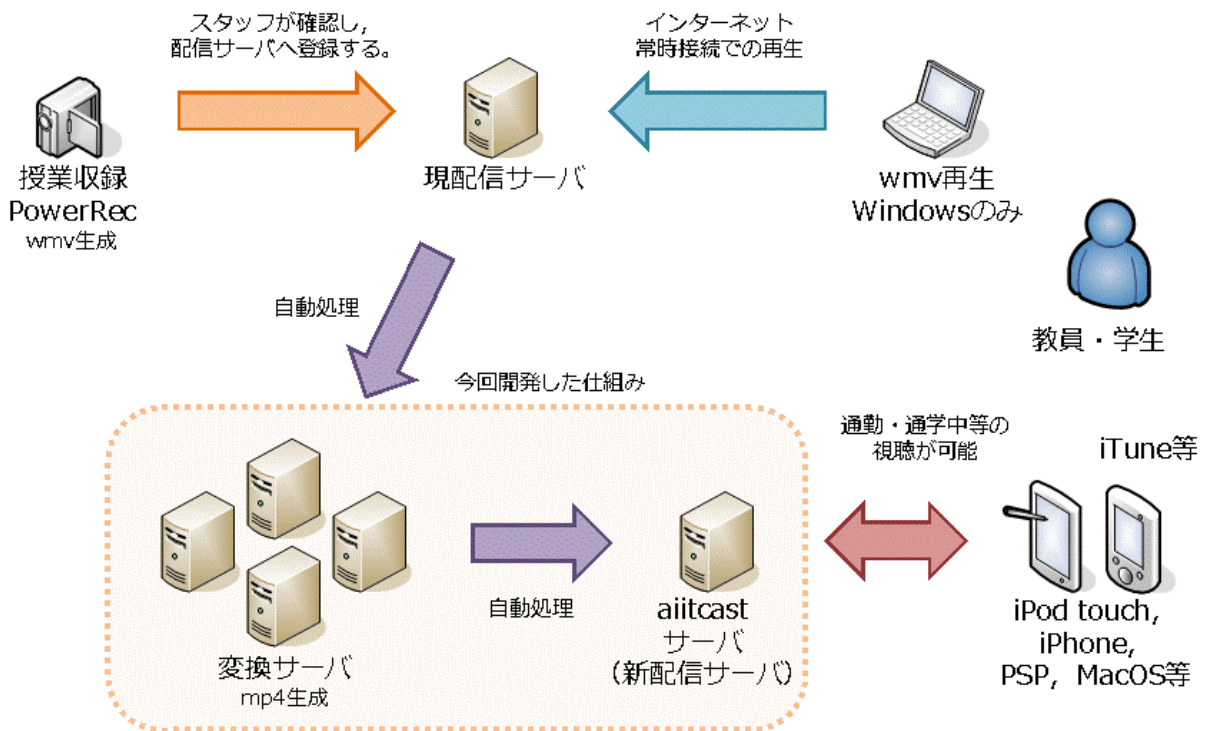 スタッフが確認し，
配信サーバへ登録する。
インターネット
常時接続での再生
授業収録
PowerRec
wmv生成
現配信サーバ
wmv再生
Windowsのみ
教員・学生
自動処理
今回開発した仕組み
通勤・通学中等の
視聴が可能
iTune等
自動処理
変換サーバ
mp4生成
aiitcast
サーバ
（新配信サーバ）
iPod touch,
iPhone,
PSP，MacOS等